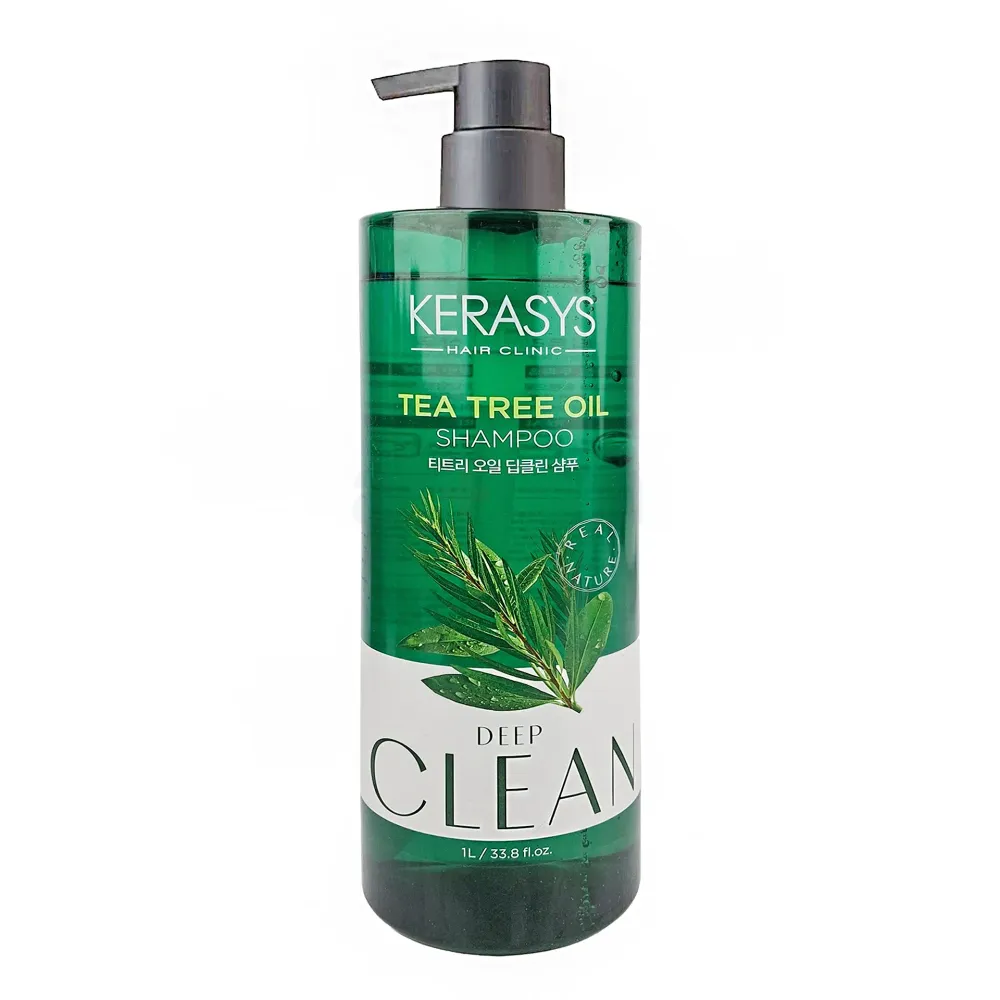 KERASYS
HAIR CLINIC
TEA TREE OIL
SHAMPOO
티트리 오일 딥클린 샴푸
REAL
NATURE
DEEP
CLEAN
1L / 33.8 fl.oz.